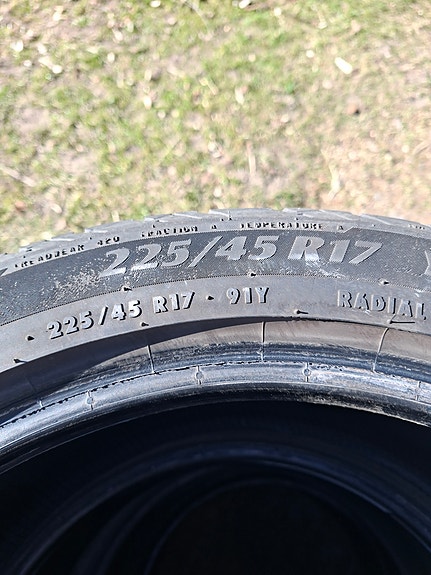 TREADWEAR 420 TRACTION A TEMPERATURE A
225/45 R17
225/45 R17 · 91Y RADIAL